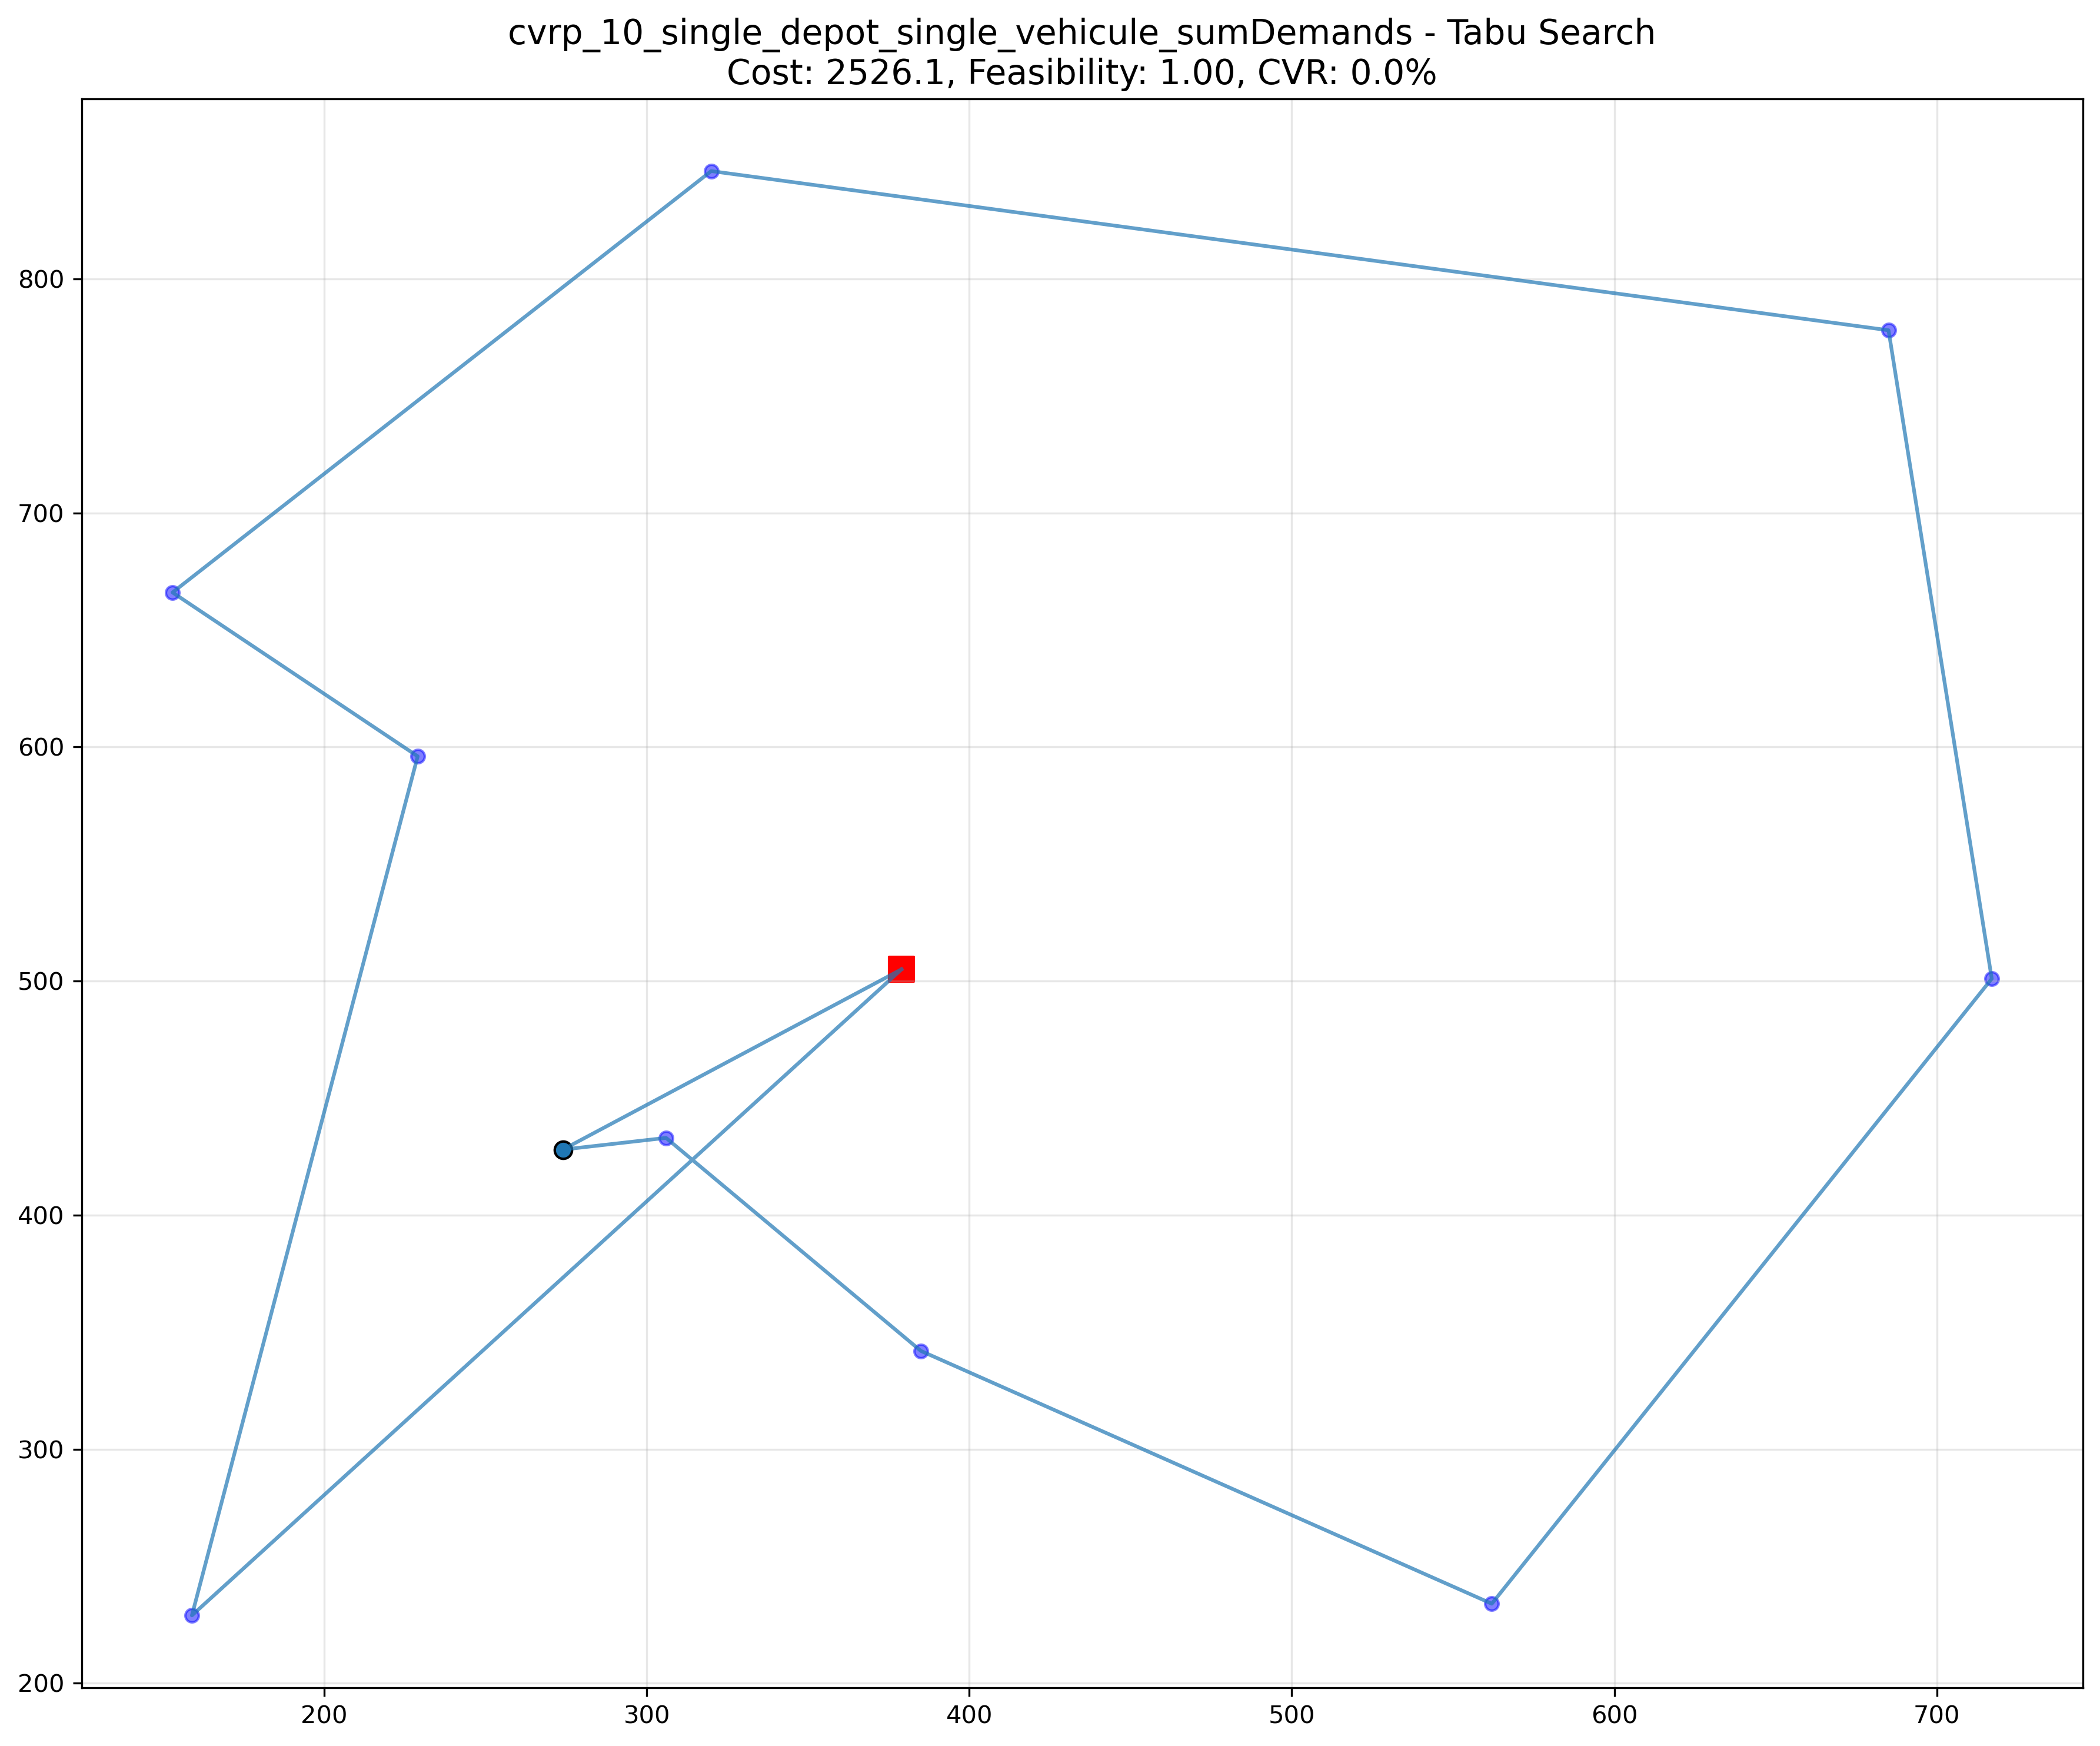 cvrp_10_single_depot_single_vehicule_sumDemands - Tabu Search
Cost: 2526.1, Feasibility: 1.00, CVR: 0.0%
800
700
600
500
400
300
200
200 300 400 500 600 700